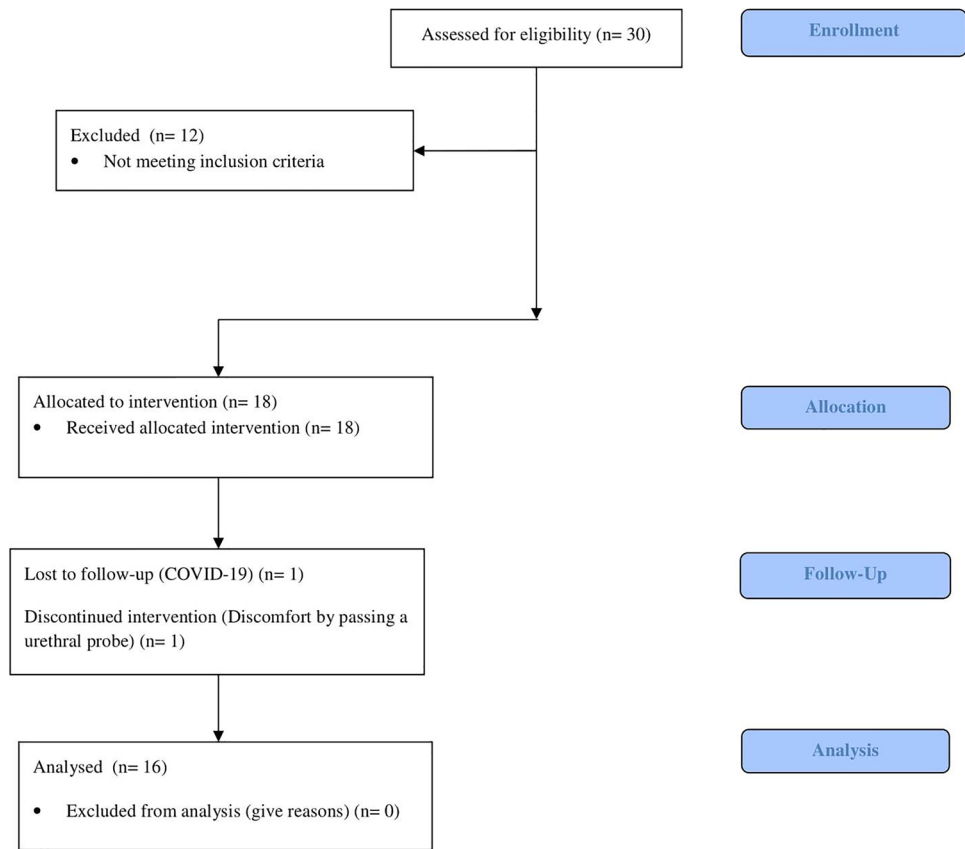 Assessed for eligibility (n= 30)
Enrollment
Excluded  (n= 12)
• Not meeting inclusion criteria
Allocated to intervention (n= 18)
• Received allocated intervention (n= 18)
Allocation
Lost to follow-up (COVID-19) (n= 1)
Discontinued intervention (Discomfort by passing a
urethral probe) (n= 1)
Follow-Up
Analysed  (n= 16)
• Excluded from analysis (give reasons) (n= 0)
Analysis